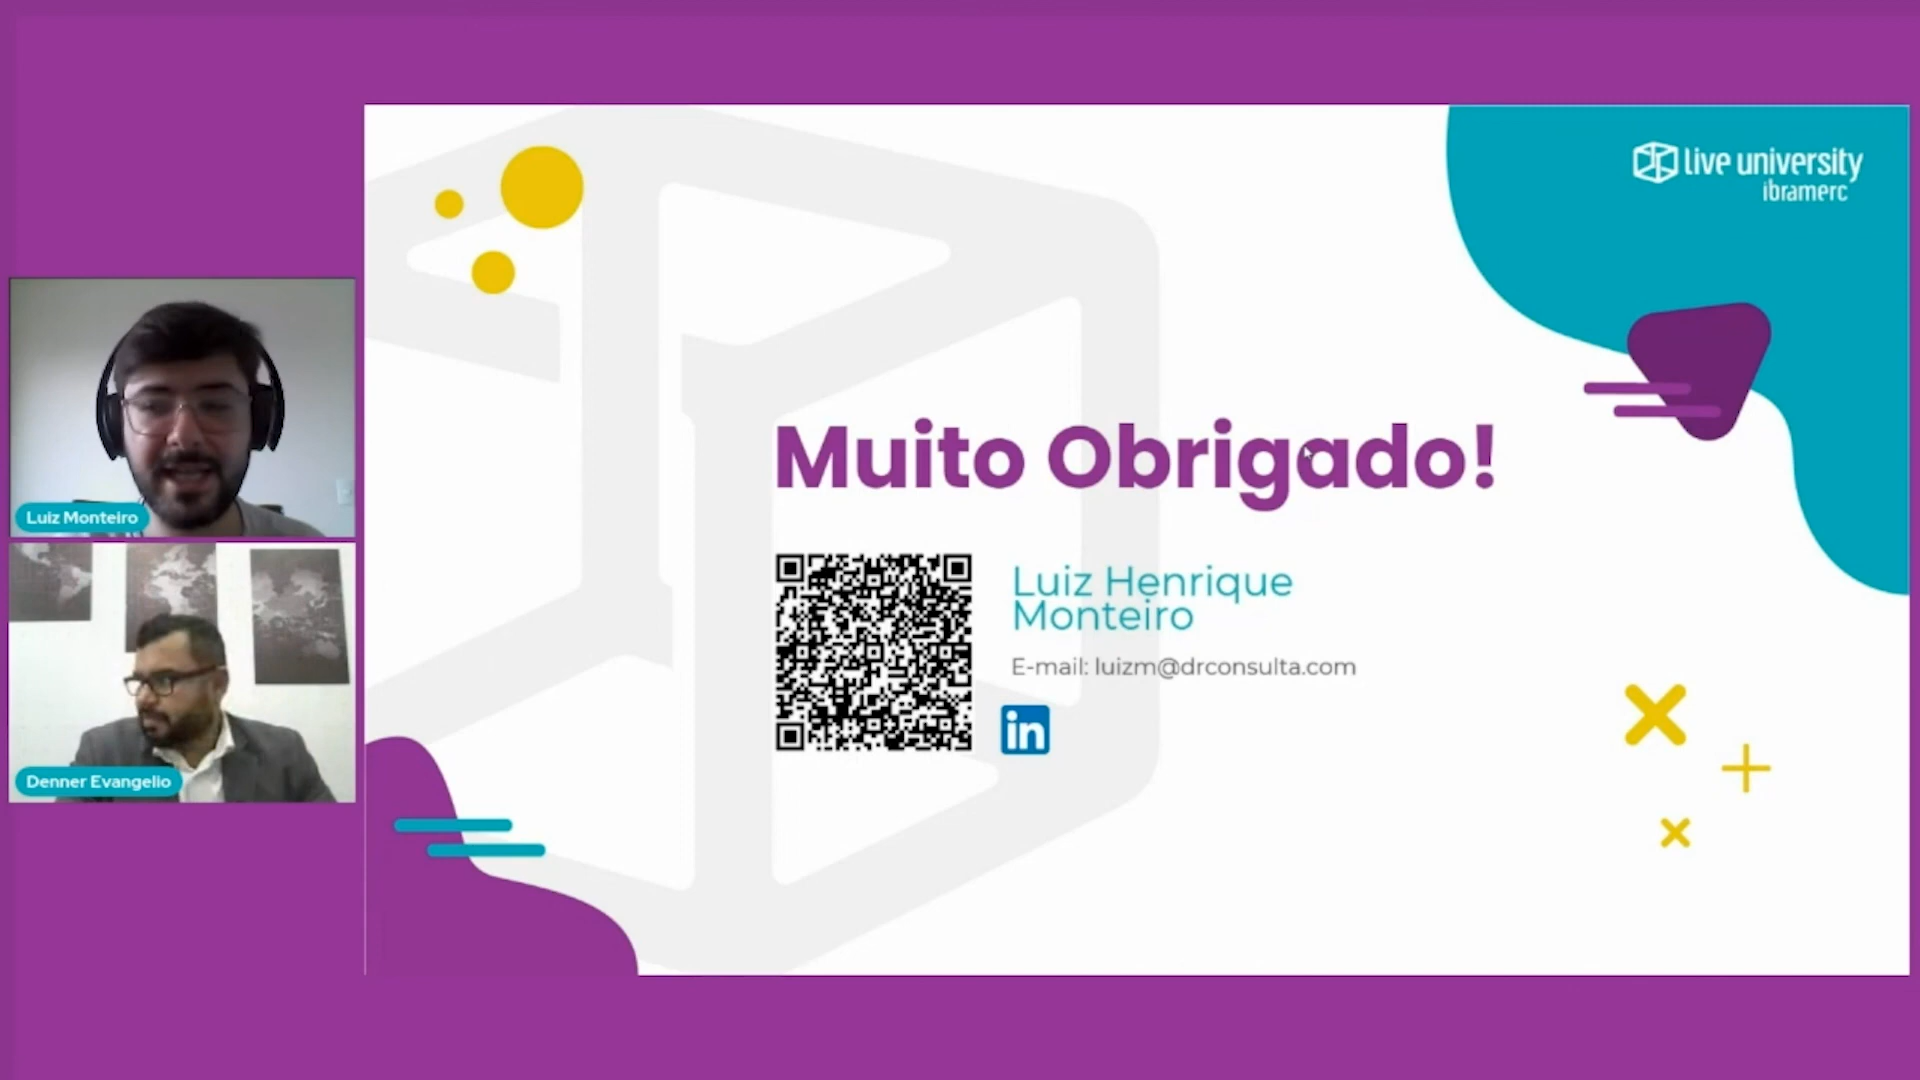 live university
ibramerc
Muito Obrigado!
Luiz Henrique
Monteiro
E-mail: luizm@drconsulta.com
in
Luiz Monteiro
Denner Evangelio